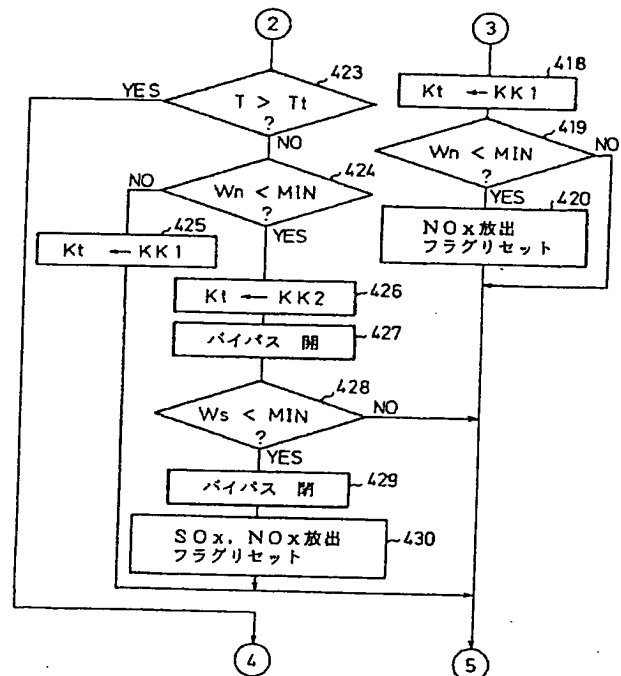 2
3
423
YES
T > Tt
?
NO
418
Kt ←KK1
419
Wn < MIN
?
NO
YES
420
NOx放出
フラグリセット
424
NO
Wn < MIN
?
YES
425
Kt ← KK1
Kt ← KK2
426
バイパス 開
427
428
Ws < MIN
?
NO
YES
バイパス 閉
429
SOx, NOx放出
フラグリセット
430
4
5